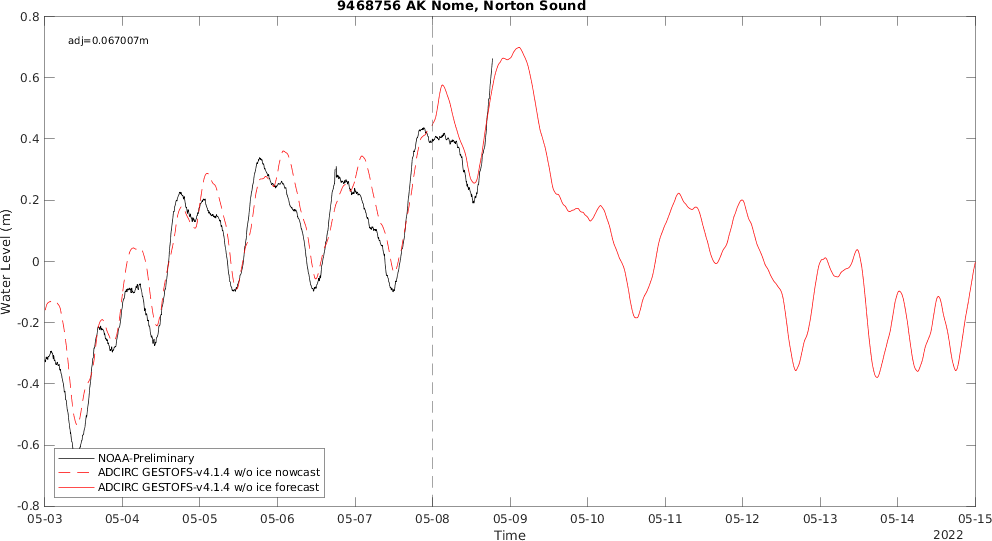 9468756 AK Nome, Norton Sound
adj=0.067007m
Water Level (m)
0.8
0.6
0.4
0.2
0
-0.2
-0.4
-0.6
-0.8
NOAA-Preliminary
ADCIRC GESTOFS-v4.1.4 w/o ice nowcast
ADCIRC GESTOFS-v4.1.4 w/o ice forecast
05-03 05-04 05-05 05-06 05-07 05-08 05-09 05-10 05-11 05-12 05-13 05-14 05-15
Time
2022